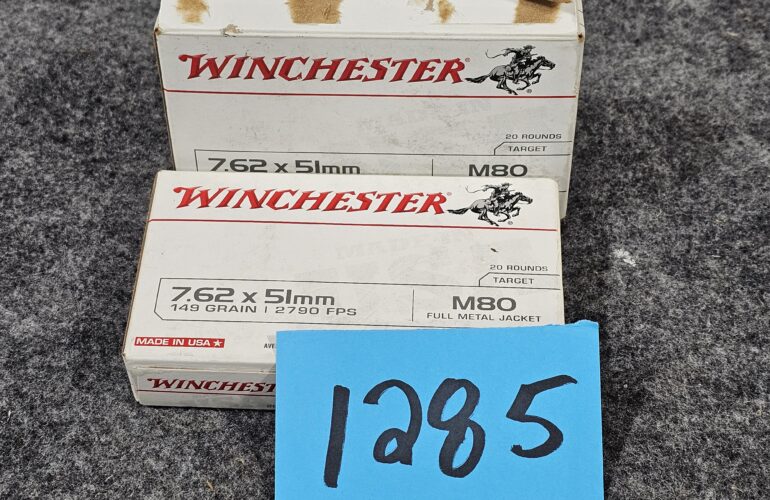 WINCHESTER®
20 ROUNDS
TARGET
7.62 x 51mm
M80
WINCHESTER®
20 ROUNDS
TARGET
7.62 x 51mm
M80
149 GRAIN | 2790 FPS
FULL METAL JACKET
MADE IN USA
WINCHESTER
1285